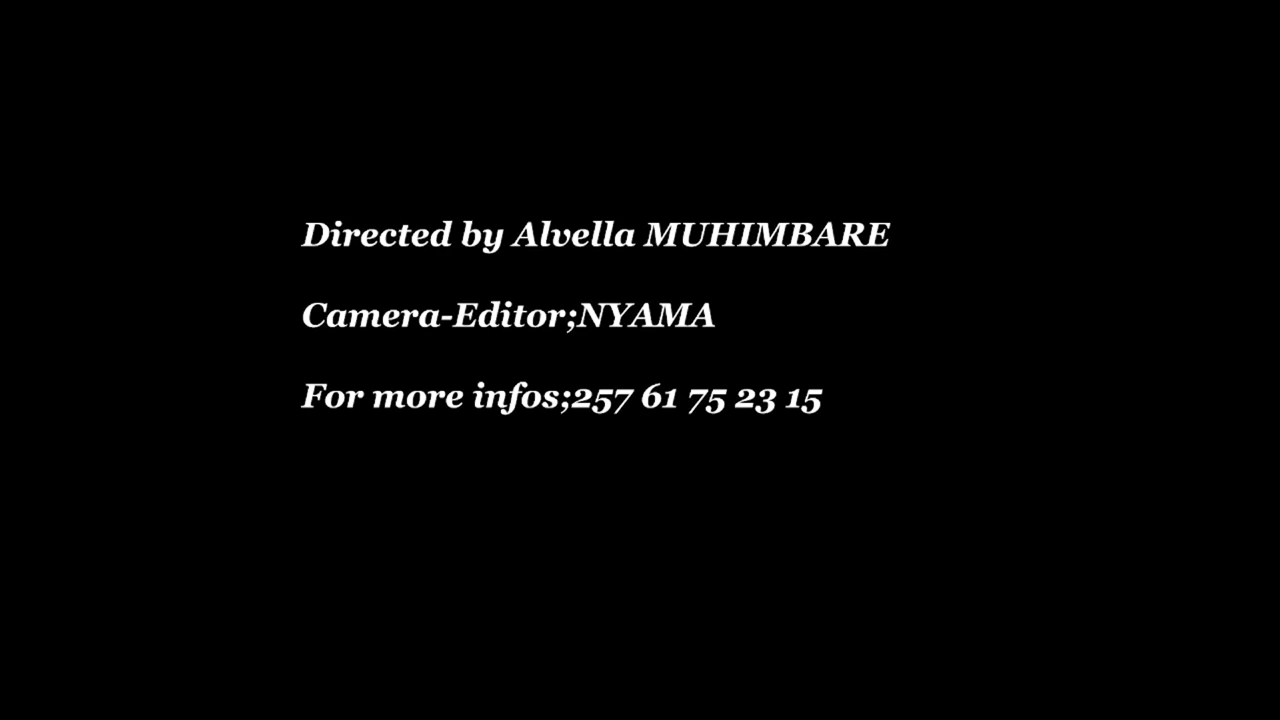 Directed by Alvella MUHIMBARE
Camera-Editor;NYAMA
For more infos;257 61 75 23 15